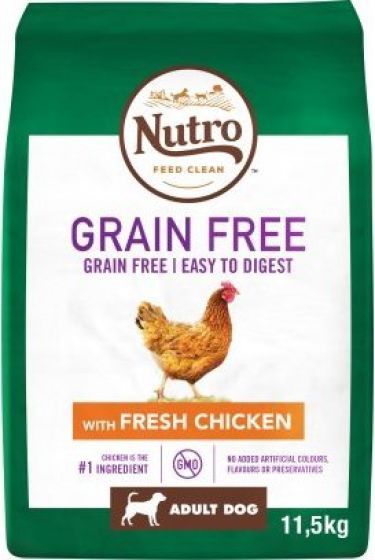 Nutro
FEED CLEAN
™
GRAIN FREE
GRAIN FREE | EASY TO DIGEST
WITH FRESH CHICKEN
CHICKEN IS THE
#1 INGREDIENT
GMO
NO ADDED ARTIFICIAL COLOURS,
FLAVOURS OR PRESERVATIVES
ADULT DOG
11,5kg